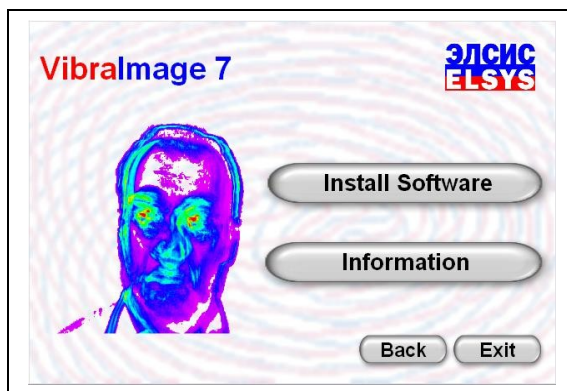 VibraImage 7
ЭЛСИС
ELSYS
Install Software
Information
Back
Exit